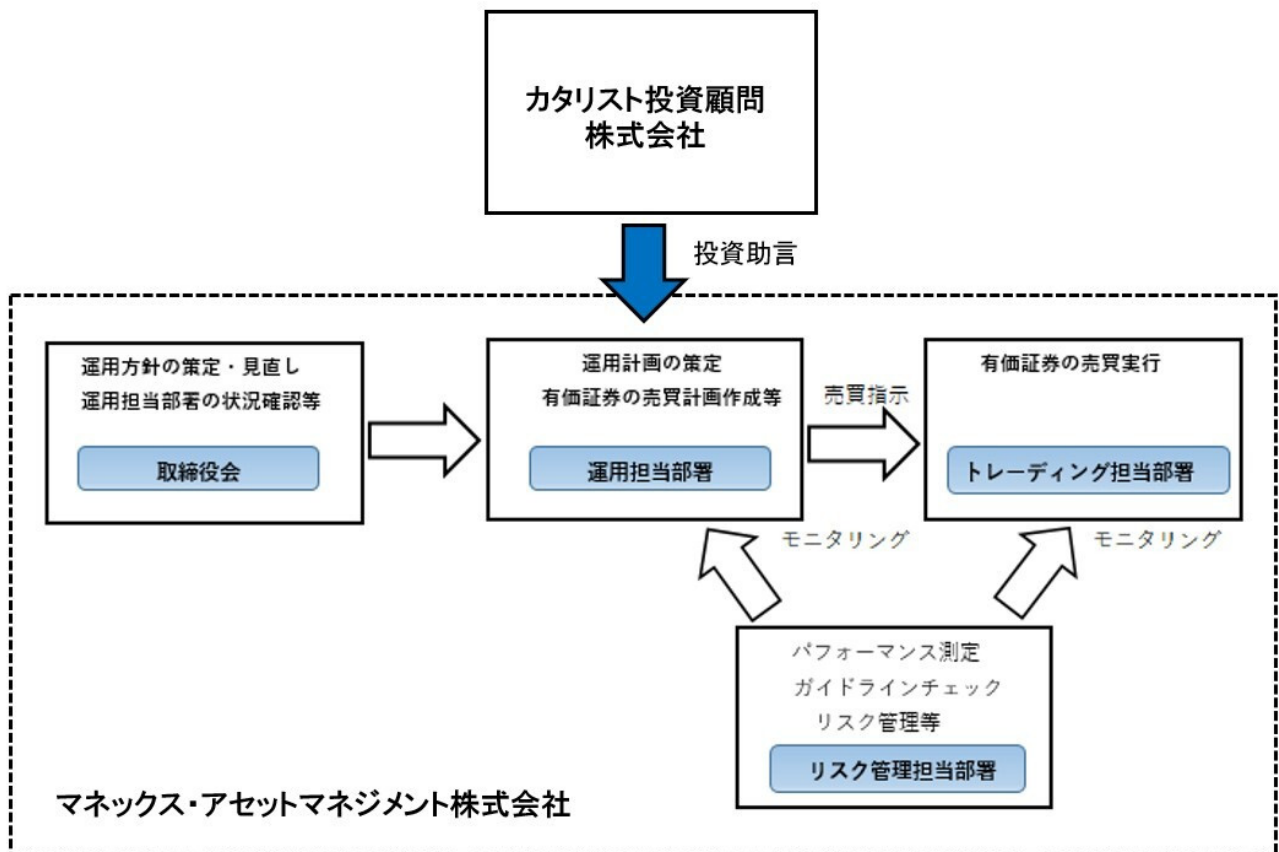 カタリスト投資顧問
株式会社
投資助言
運用方針の策定・見直し
運用担当部署の状況確認等
取締役会
運用計画の策定
有価証券の売買計画作成等
運用担当部署
売買指示
有価証券の売買実行
トレーディング担当部署
モニタリング
モニタリング
パフォーマンス測定
ガイドラインチェック
リスク管理等
リスク管理担当部署
マネックス・アセットマネジメント株式会社